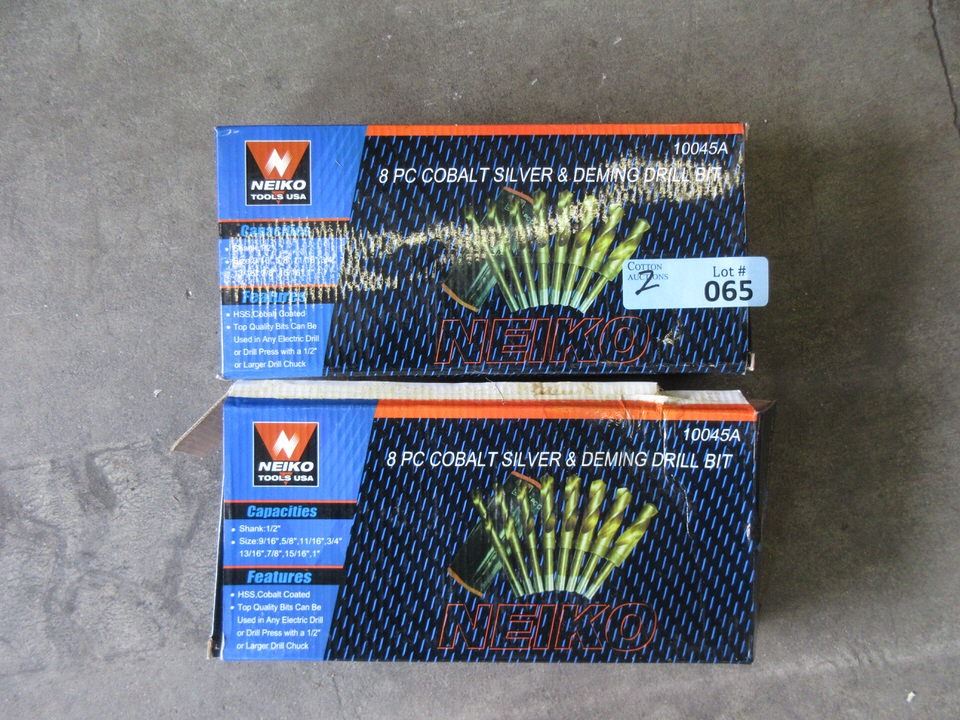 10045A
NEIKO
TOOLS USA
8 PC COBALT SILVER & DEMING DRILL BIT
Capacities
Shank:1/2"
Features
HSS,Cobalt Coated
Top Quality Bits Can Be
Used in Any Electric Drill
or Drill Press with a 1/2"
or Larger Drill Chuck
NEIKO
COTTON
AUCTIONS
2
Lot #
065
10045A
NEIKO
TOOLS USA
8 PC COBALT SILVER & DEMING DRILL BIT
Capacities
Shank:1/2"
Size:9/16",5/8",11/16",3/4"
13/16",7/8",15/16",1"
Features
HSS,Cobalt Coated
Top Quality Bits Can Be
Used in Any Electric Drill
or Drill Press with a 1/2"
or Larger Drill Chuck
NEIKO